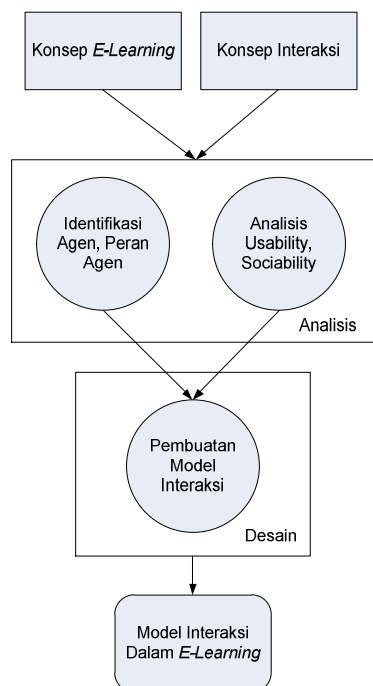 Konsep E-Learning
Konsep Interaksi
Identifikasi
Agen, Peran
Agen
Analisis
Usability,
Sociability
Analisis
Pembuatan
Model
Interaksi
Desain
Model Interaksi
Dalam E-Learning